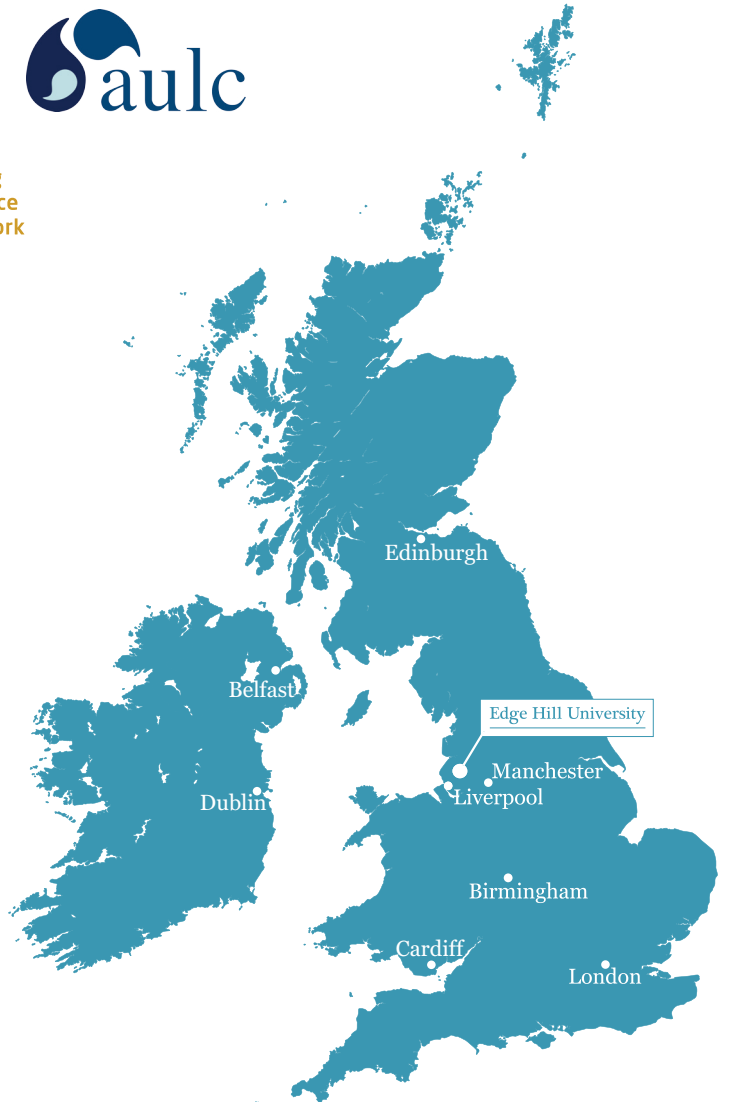 aulc
ce
ork
Edinburgh
Belfast
Edge Hill University
Manchester
Liverpool
Dublin
Birmingham
Cardiff
London